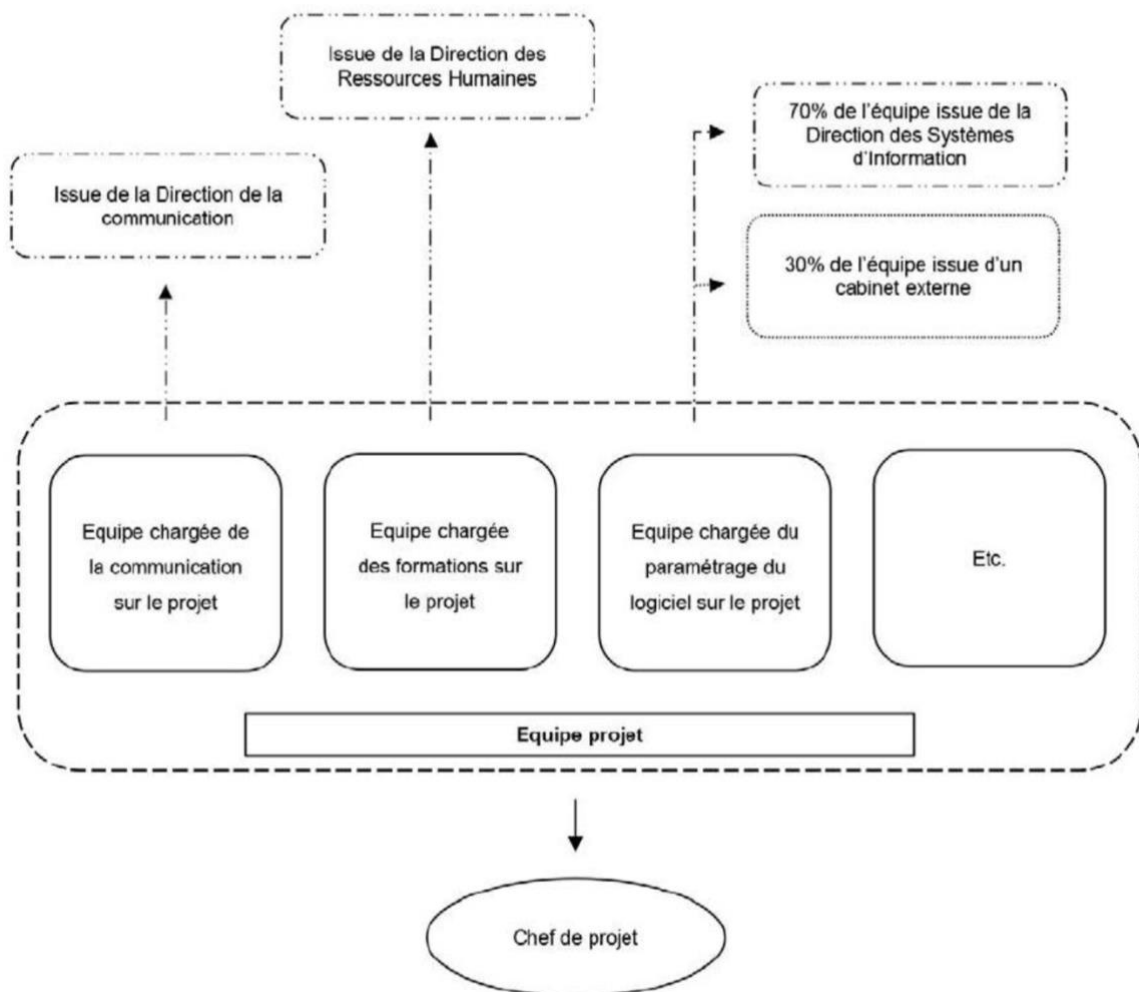 Issue de la Direction des
Ressources Humaines
70% de l'équipe issue de la
Direction des Systèmes
d'Information
Issue de la Direction de la
communication
30% de l'équipe issue d'un
cabinet externe
Equipe chargée de
la communication
sur le projet
Equipe chargée
des formations sur
le projet
Equipe chargée du
paramétrage du
logiciel sur le projet
Etc.
Equipe projet
Chef de projet